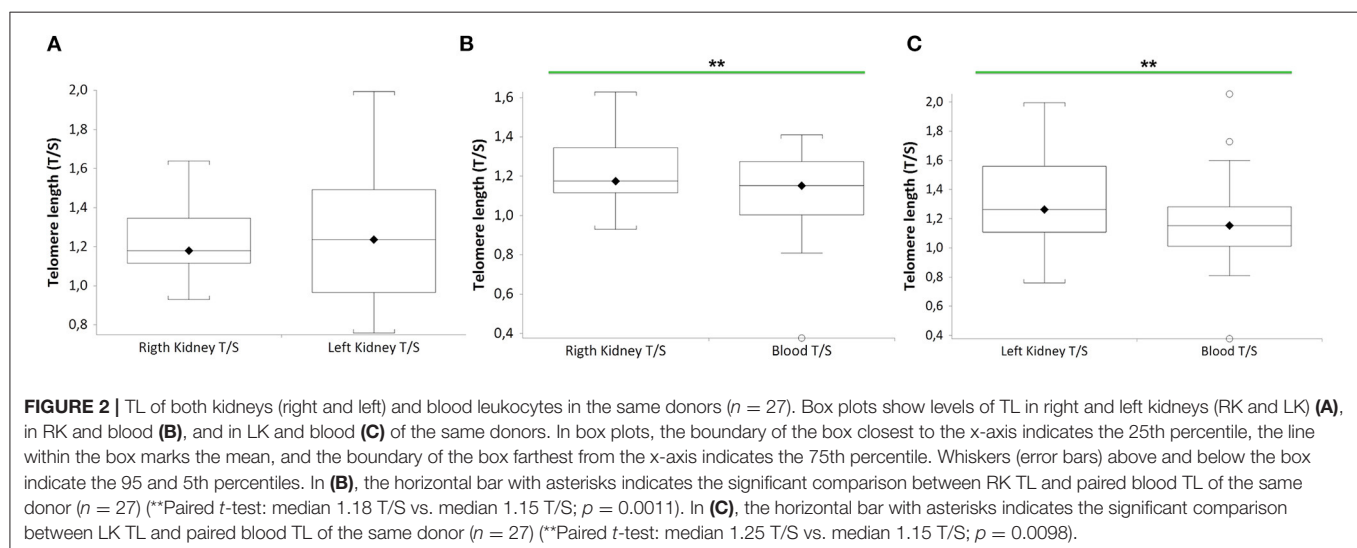 A
Telomere length (T/S)
2,0
1,8
1,6
1,4
1,2
1,0
0,8
Rigth Kidney T/S
Left Kidney T/S
B
**
Telomere length (T/S)
1,6
1,4
1,2
1,0
0,8
0,6
0,4
Rigth Kidney T/S
Blood T/S
C
**
Telomere length (T/S)
2,0
1,8
1,6
1,4
1,2
1,0
0,8
0,6
0,4
Left Kidney T/S
Blood T/S
FIGURE 2 | TL of both kidneys (right and left) and blood leukocytes in the same donors (n = 27). Box plots show levels of TL in right and left kidneys (RK and LK) (A),
in RK and blood (B), and in LK and blood (C) of the same donors. In box plots, the boundary of the box closest to the x-axis indicates the 25th percentile, the line
within the box marks the mean, and the boundary of the box farthest from the x-axis indicates the 75th percentile. Whiskers (error bars) above and below the box
indicate the 95 and 5th percentiles. In (B), the horizontal bar with asterisks indicates the significant comparison between RK TL and paired blood TL of the same
donor (n = 27) (**Paired t-test: median 1.18 T/S vs. median 1.15 T/S; p = 0.0011). In (C), the horizontal bar with asterisks indicates the significant comparison
between LK TL and paired blood TL of the same donor (n = 27) (**Paired t-test: median 1.25 T/S vs. median 1.15 T/S; p = 0.0098).